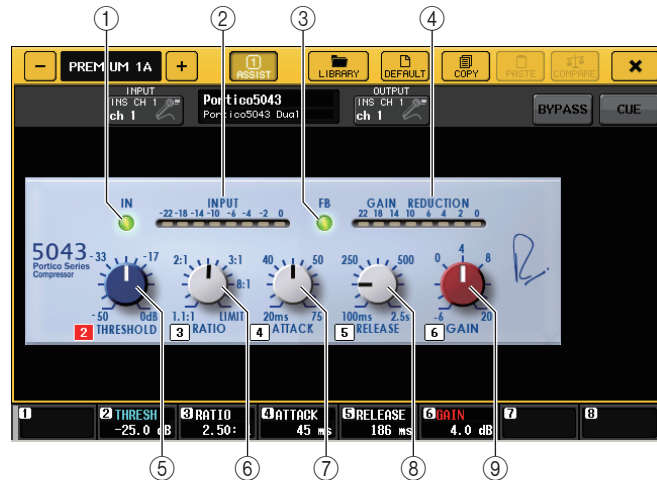 ① ② ③ ④
− PREMIUM 1A + 1 ASSIST LIBRARY DEFAULT COPY PASTE COMPARE ×
INPUT OUTPUT
INS CH 1 Portico5043 INS CH 1
ch 1 Portico5043 Dual ch 1 BYPASS CUE
IN INPUT FB GAIN REDUCTION
-22 -18 -14 -10 -6 -4 -2 0 22 18 14 10 6 4 2 0
5043
Portico Series
Compressor
-33 -17 2:1 3:1 40 50 250 500 0 4 8
8:1
-50 0dB 1.1:1 LIMIT 20ms 75 100ms 2.5s -6 20
2 THRESHOLD 3 RATIO 4 ATTACK 5 RELEASE 6 GAIN
1 2 THRESH 3 RATIO 4 ATTACK 5 RELEASE 6 GAIN 7 8
-25.0 dB 2.50: 45 ms 186 ms 4.0 dB
⑤ ⑥ ⑦ ⑧ ⑨